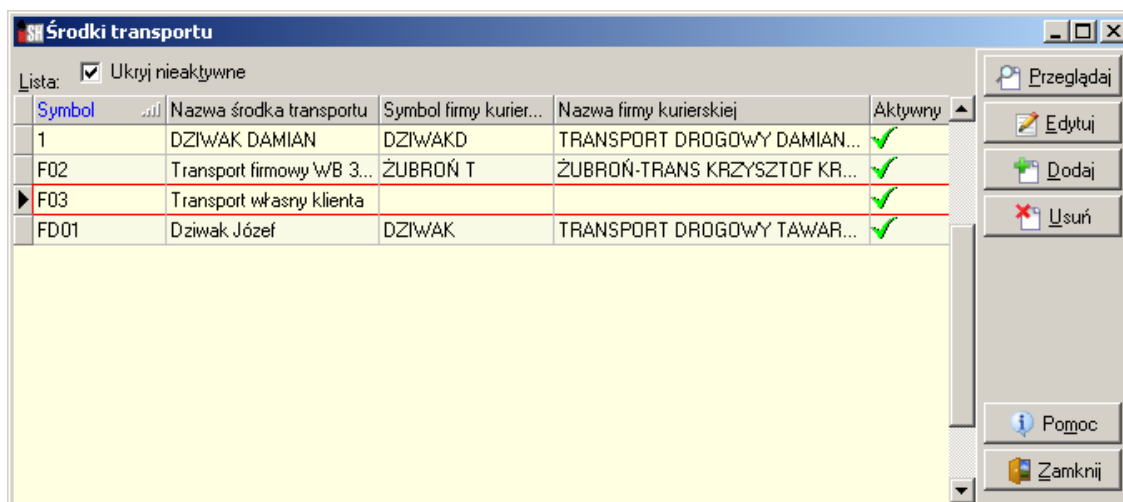 SH Środki transportu
Lista: Ukryj nieaktywne
Symbol Nazwa środka transportu Symbol firmy kurier... Nazwa firmy kurierskiej Aktywny
1 DZIWAK DAMIAN DZIWAKD TRANSPORT DROGOWY DAMIAN...
F02 Transport firmowy WB 3... ŻUBROŃ T ŻUBROŃ-TRANS KRZYSZTOF KR...
F03 Transport własny klienta
FD01 Dziwak Józef DZIWAK TRANSPORT DROGOWY TAWAR...
Przeglądaj
Edytuj
Dodaj
Usuń
Pomoc
Zamknij